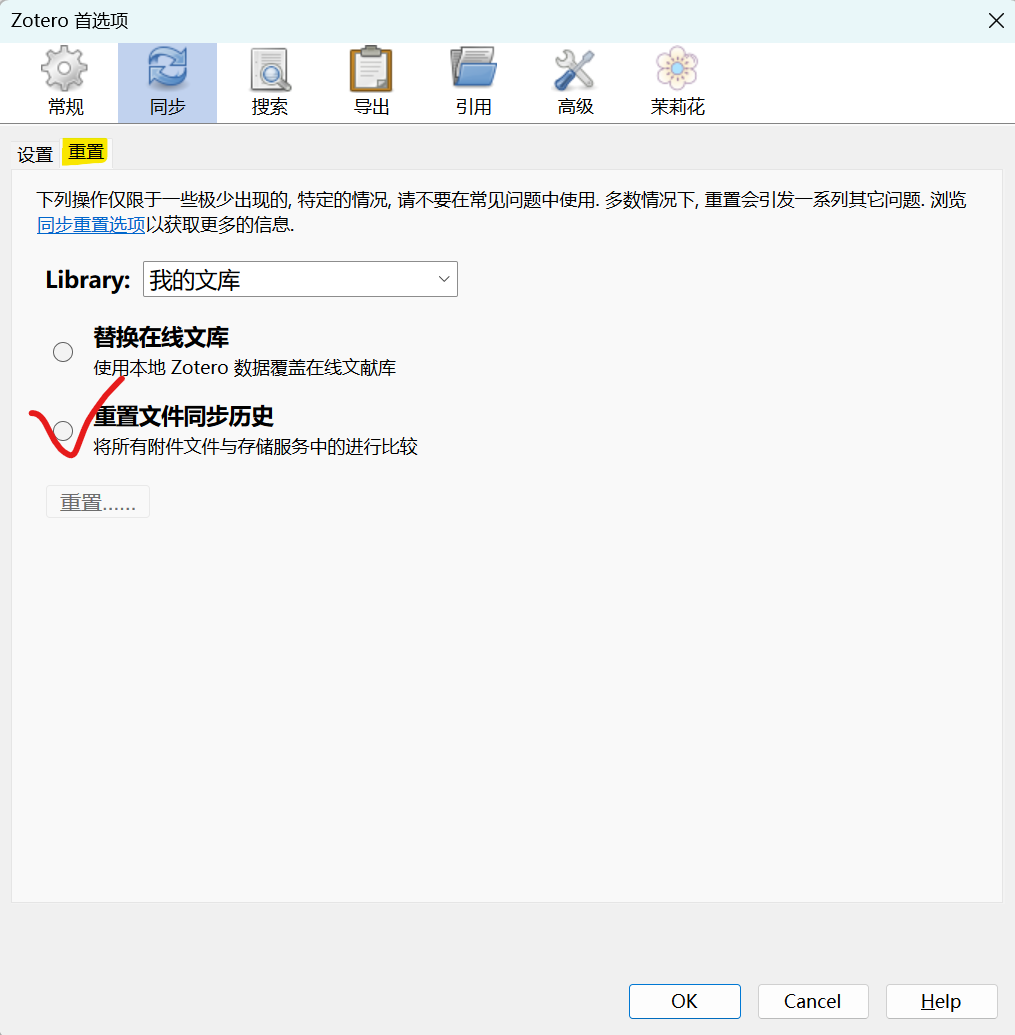 Zotero 首选项
常规 同步 搜索 导出 引用 高级 茉莉花
设置 重置
下列操作仅限于一些极少出现的, 特定的情况, 请不要在常见问题中使用. 多数情况下, 重置会引发一系列其它问题. 浏览
同步重置选项以获取更多的信息.
Library: 我的文库
替换在线文库
使用本地 Zotero 数据覆盖在线文献库
重置文件同步历史
将所有附件文件与存储服务中的进行比较
重置......
OK Cancel Help